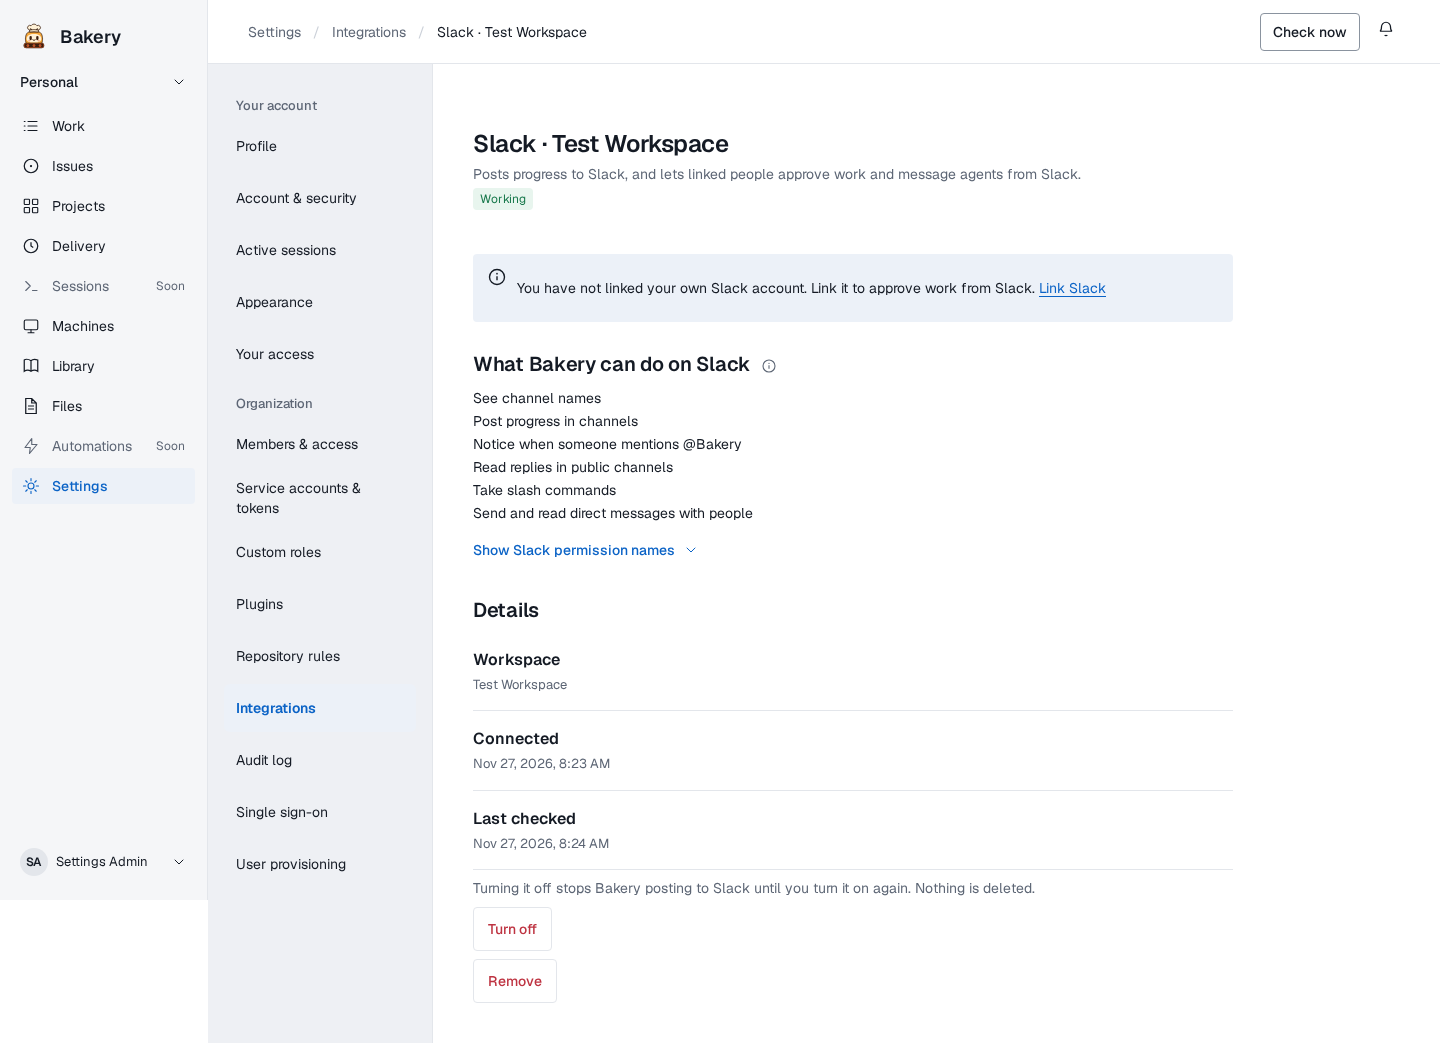 Bakery
Personal
Work
Issues
Projects
Delivery
Sessions Soon
Machines
Library
Files
Automations Soon
Settings
SA Settings Admin
Settings / Integrations / Slack · Test Workspace
Check now
Your account
Profile
Account & security
Active sessions
Appearance
Your access
Organization
Members & access
Service accounts &
tokens
Custom roles
Plugins
Repository rules
Integrations
Audit log
Single sign-on
User provisioning
Slack · Test Workspace
Posts progress to Slack, and lets linked people approve work and message agents from Slack.
Working
You have not linked your own Slack account. Link it to approve work from Slack. Link Slack
What Bakery can do on Slack
See channel names
Post progress in channels
Notice when someone mentions @Bakery
Read replies in public channels
Take slash commands
Send and read direct messages with people
Show Slack permission names
Details
Workspace
Test Workspace
Connected
Nov 27, 2026, 8:23 AM
Last checked
Nov 27, 2026, 8:24 AM
Turning it off stops Bakery posting to Slack until you turn it on again. Nothing is deleted.
Turn off
Remove